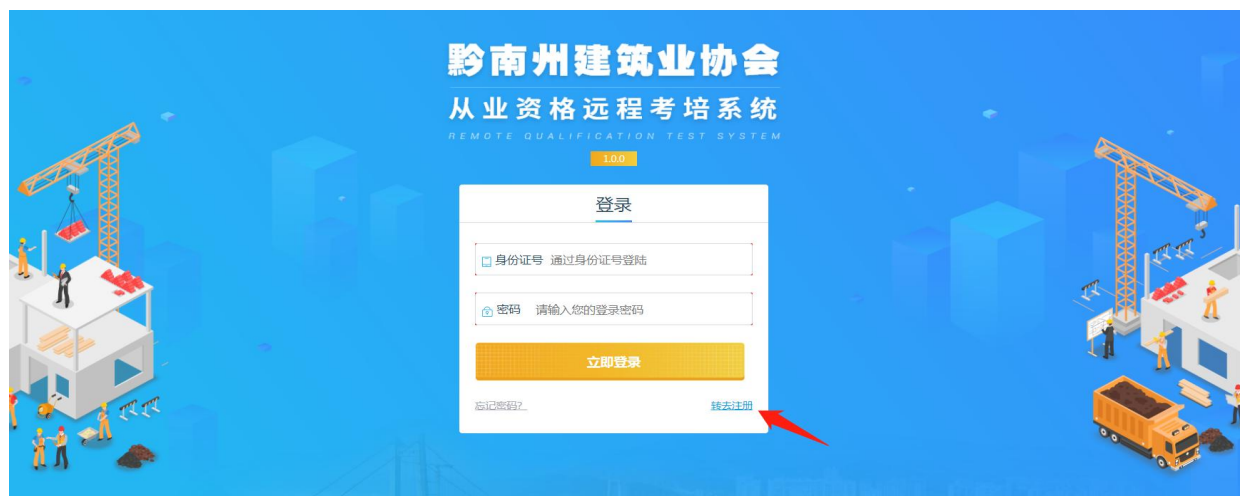 黔南州建筑业协会
从业资格远程考培系统
REMOTE QUALIFICATION TEST SYSTEM
1.0.0
登录
身份证号 通过身份证号登陆
密码 请输入您的登录密码
立即登录
忘记密码? 转去注册